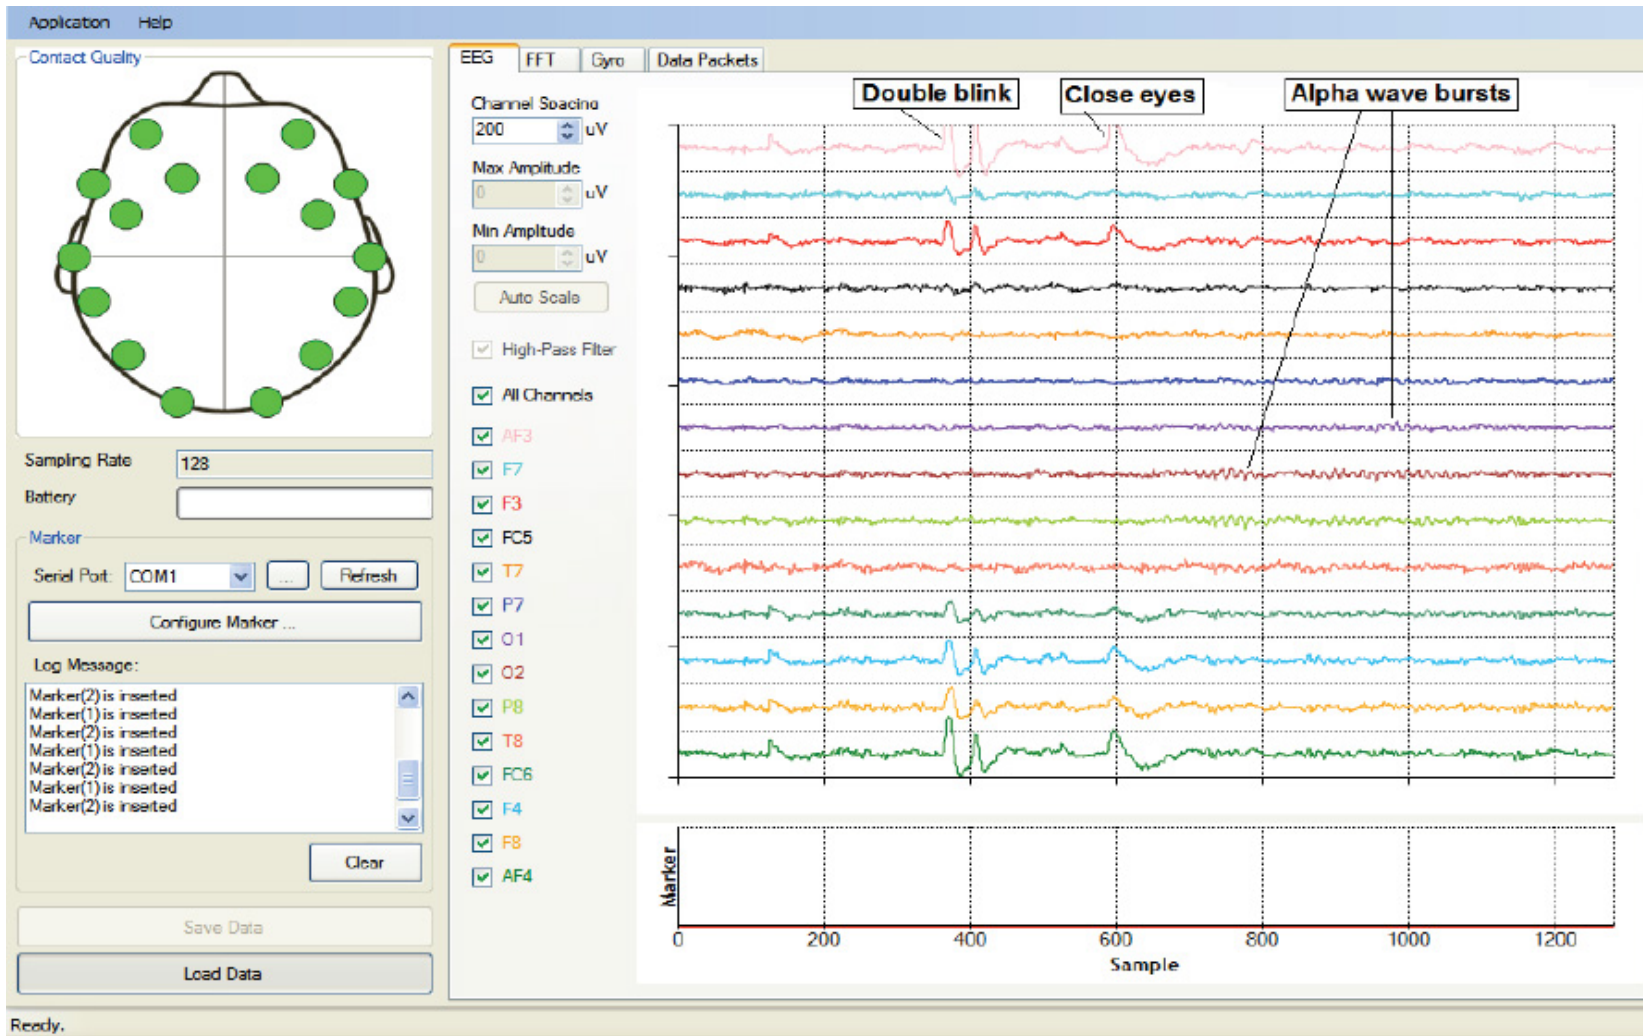 Application Help
Contact Quality
EEG FFT Gyro Data Packets
Channel Spacing
200 uV
Max Amplitude
0 uV
Min Amplitude
0 uV
Auto Scale
High-Pass Filter
All Channels
AF3
F7
F3
FC5
T7
P7
O1
O2
P8
T8
FC6
F4
F8
AF4
Double blink
Close eyes
Alpha wave bursts
Sampling Rate 128
Battery
Marker
Serial Port: COM1 ... Refresh
Configure Marker ...
Log Message:
Marker(2) is inserted
Marker(1) is inserted
Marker(2) is inserted
Marker(1) is inserted
Marker(2) is inserted
Marker(1) is inserted
Marker(2) is inserted
Clear
Save Data
Load Data
Marker
0 200 400 600 800 1000 1200
Sample
Ready.